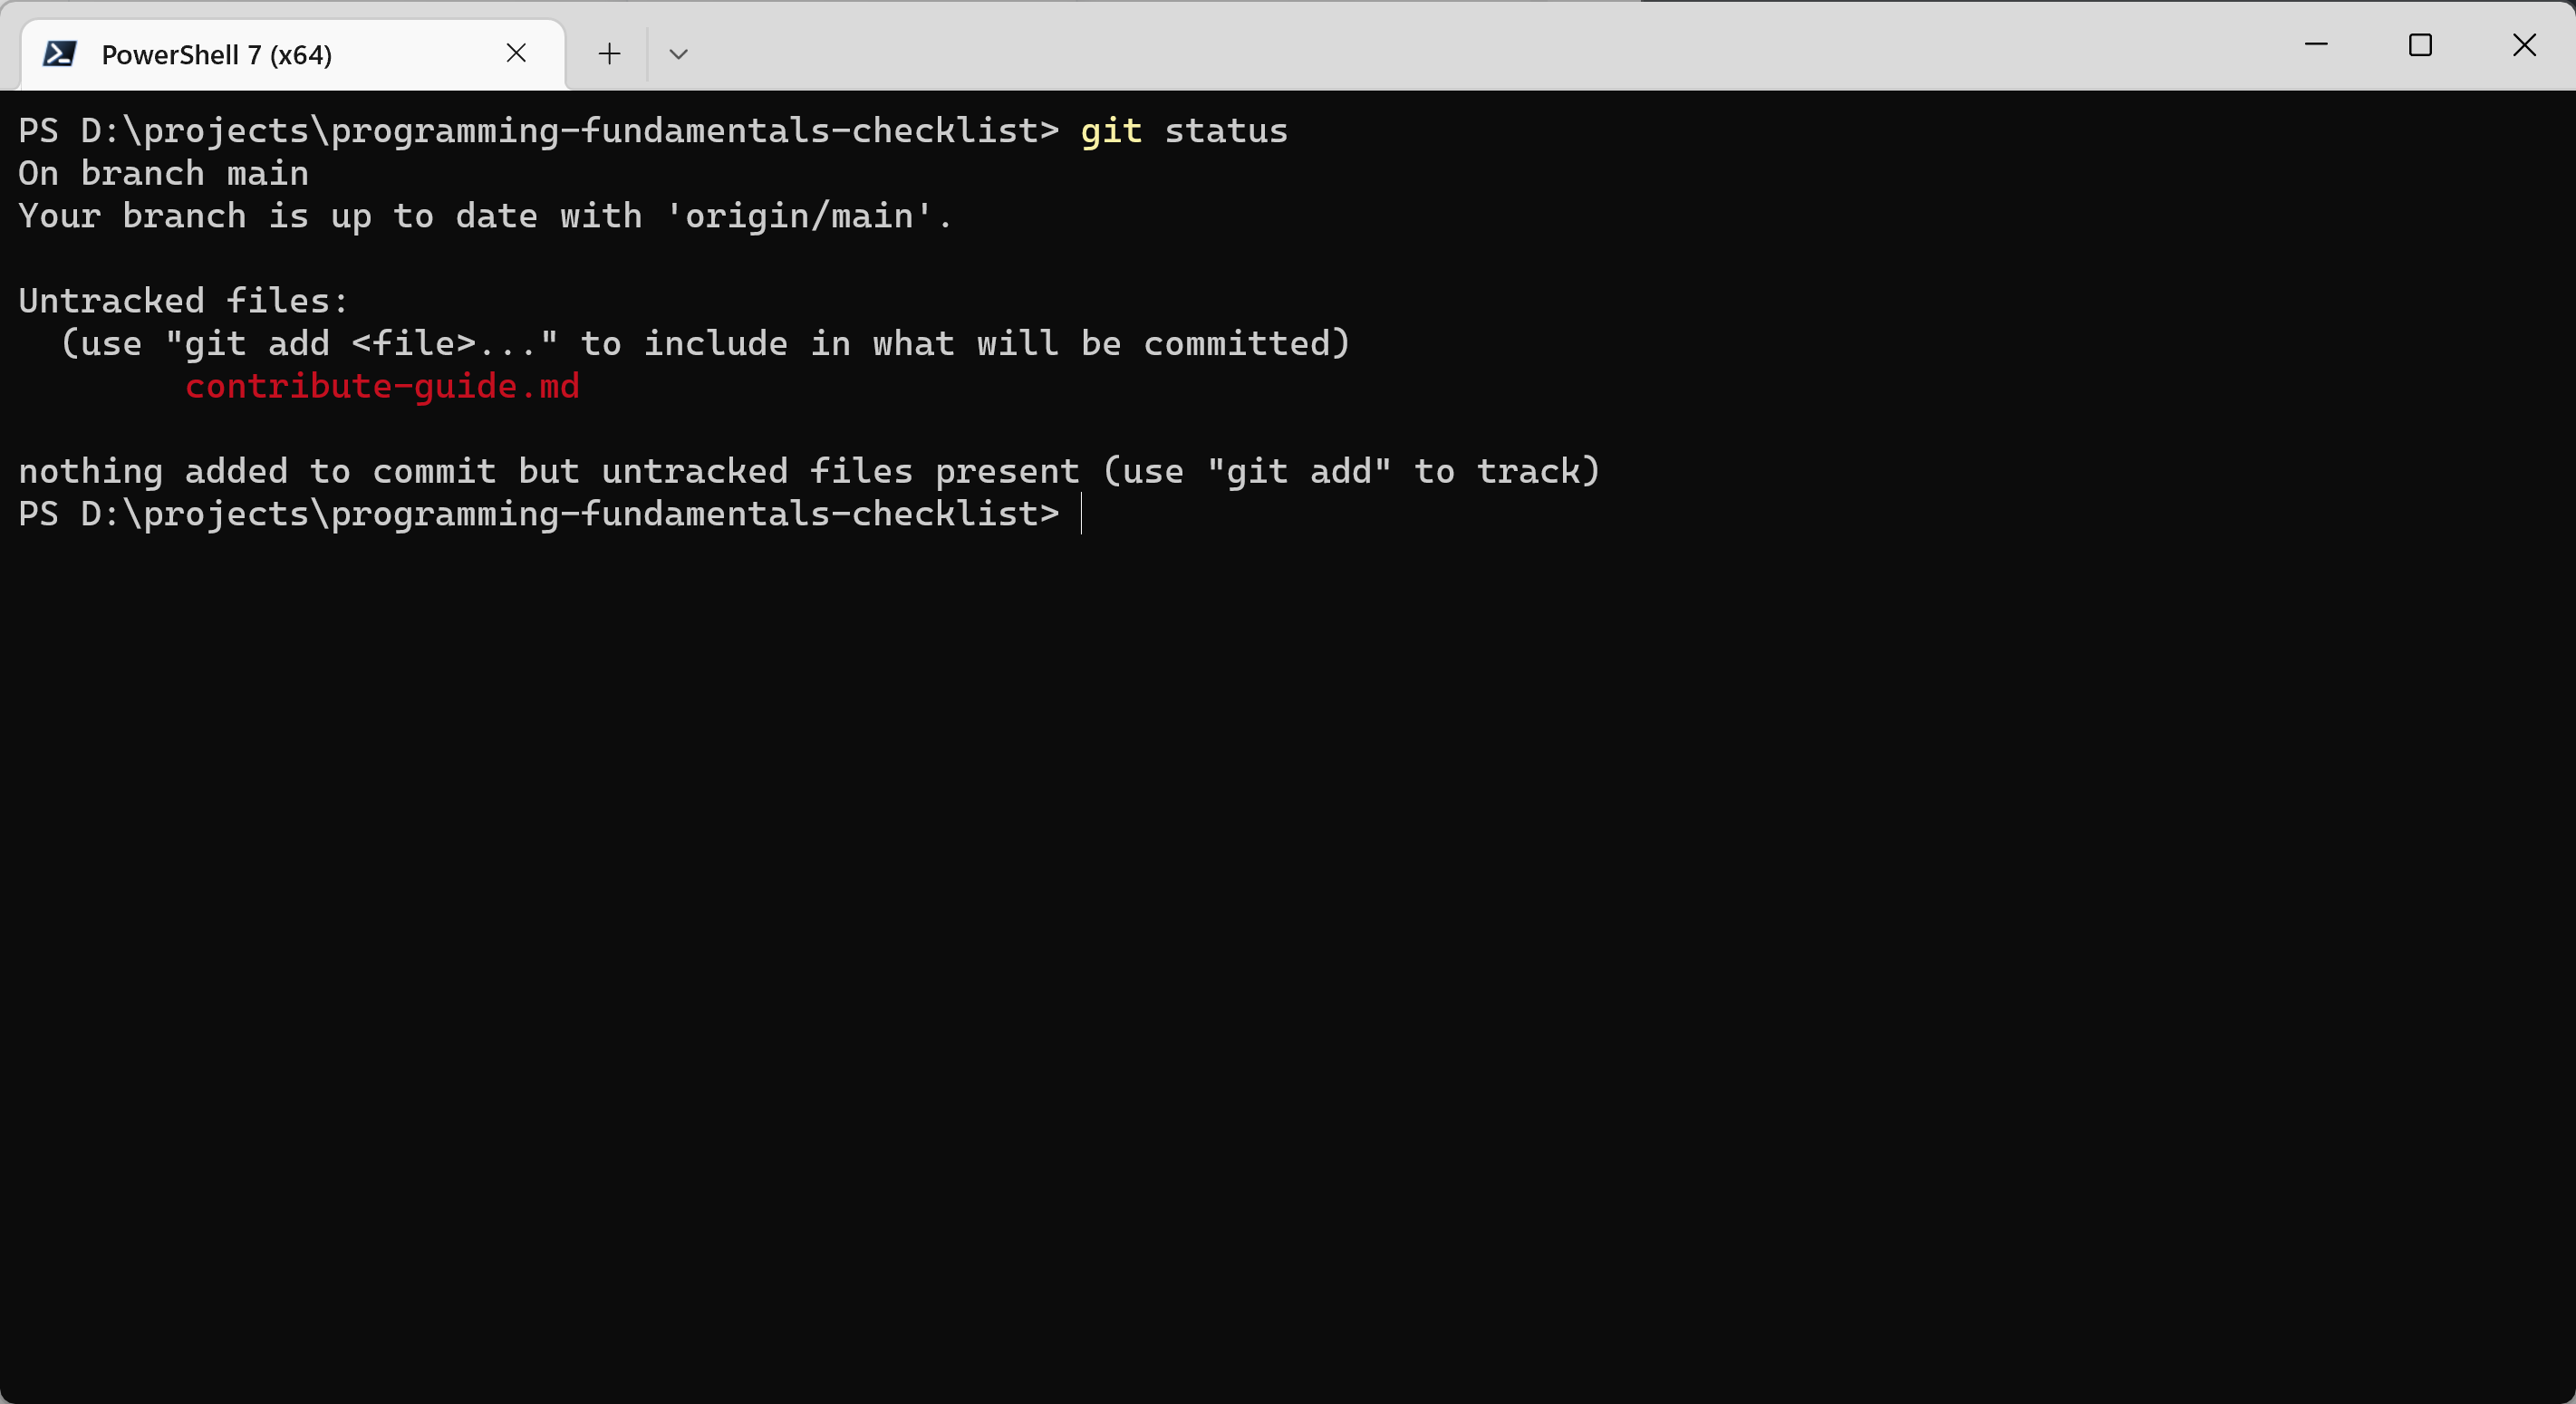 PowerShell 7 (x64)
PS D:\projects\programming-fundamentals-checklist> git status
On branch main
Your branch is up to date with 'origin/main'.
Untracked files:
  (use "git add <file>..." to include in what will be committed)
        contribute-guide.md
nothing added to commit but untracked files present (use "git add" to track)
PS D:\projects\programming-fundamentals-checklist>